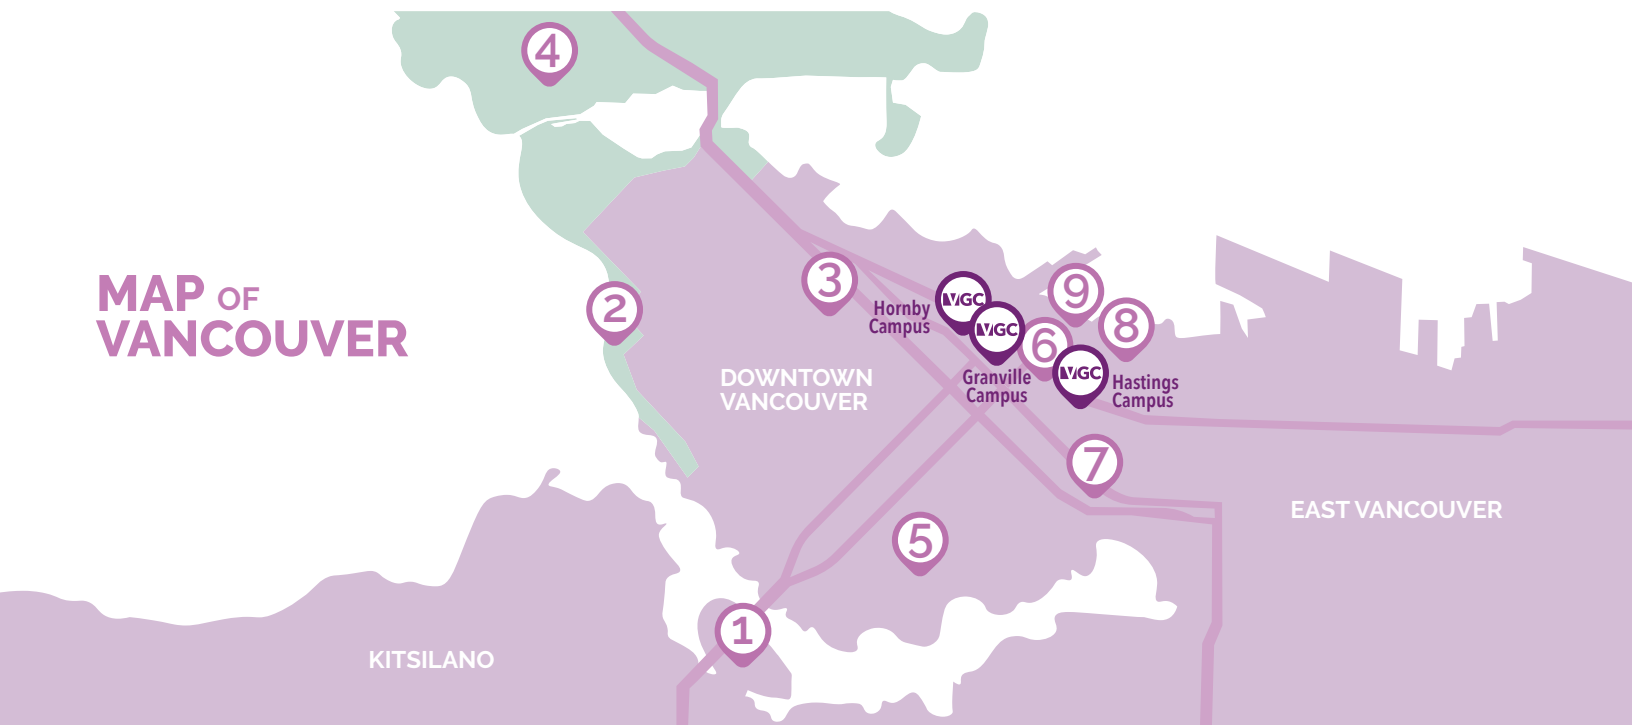 4
MAP OF
VANCOUVER
2
3
Hornby
Campus
VGC
VGC
Granville
Campus
9
8
6
VGC
Hastings
Campus
DOWNTOWN
VANCOUVER
7
EAST VANCOUVER
5
1
KITSILANO